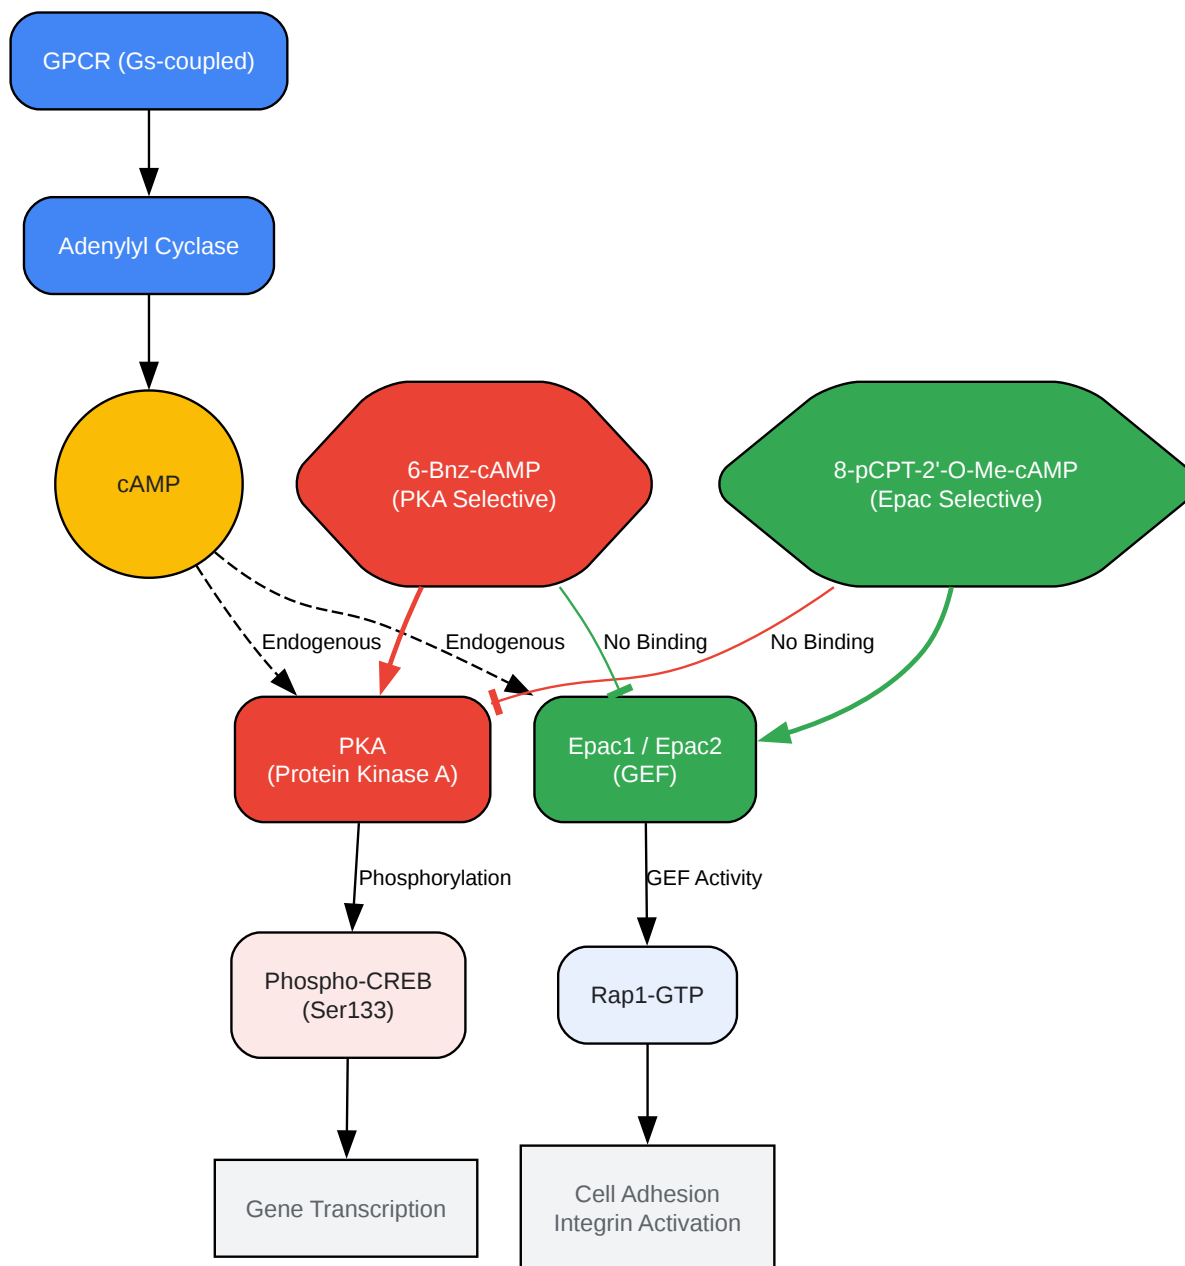 GPCR (Gs-coupled)
Adenylyl Cyclase
cAMP
6-Bnz-cAMP
(PKA Selective)
8-pCPT-2'-O-Me-cAMP
(Epac Selective)
Endogenous
Endogenous
No Binding
No Binding
PKA
(Protein Kinase A)
Epac1 / Epac2
(GEF)
Phosphorylation
GEF Activity
Phospho-CREB
(Ser133)
Rap1-GTP
Gene Transcription
Cell Adhesion
Integrin Activation